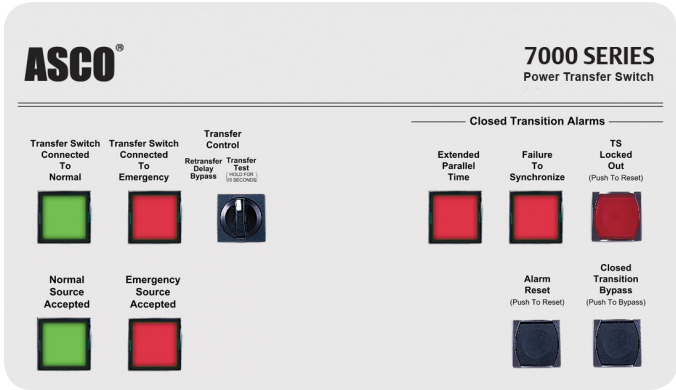 ASCO®
7000 SERIES
Power Transfer Switch
Closed Transition Alarms
Transfer Switch
Connected
To
Normal
Transfer Switch
Connected
To
Emergency
Transfer
Control
Retransfer
Delay
Bypass
Transfer
Test
(HOLD FOR
15 SECONDS)
Extended
Parallel
Time
Failure
To
Synchronize
TS
Locked
Out
(Push To Reset)
Normal
Source
Accepted
Emergency
Source
Accepted
Alarm
Reset
(Push To Reset)
Closed
Transition
Bypass
(Push To Bypass)